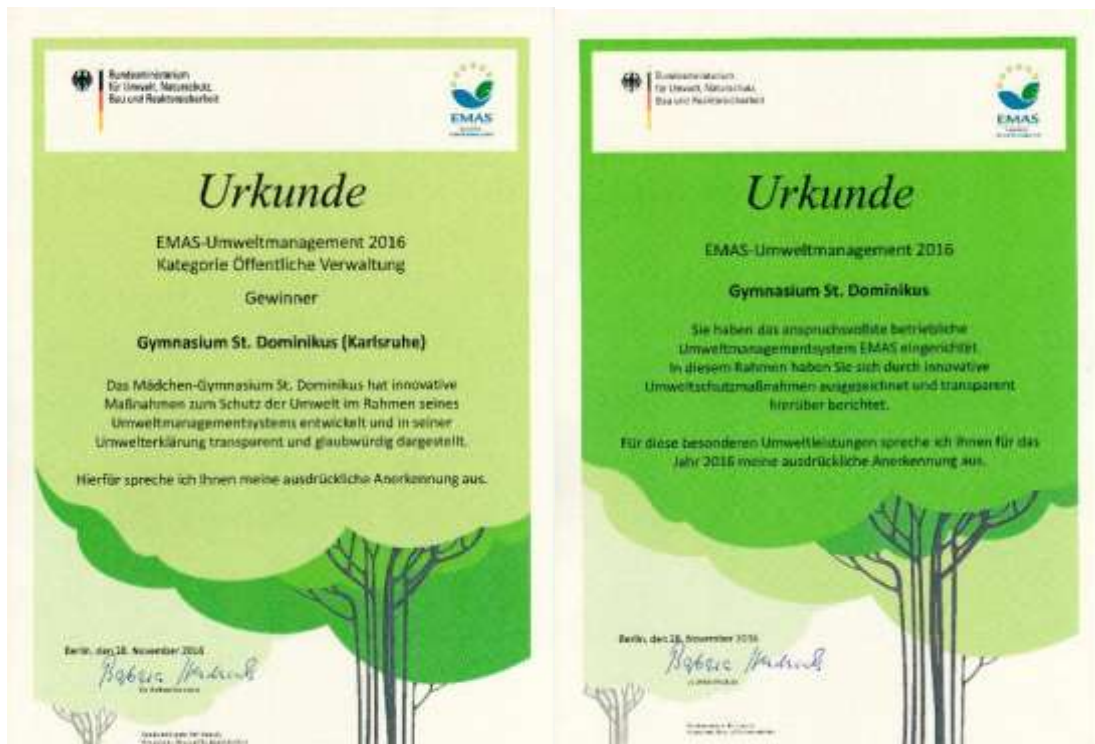 Bundesministerium
für Umwelt, Naturschutz,
Bau und Reaktorsicherheit
EMAS
Urkunde
EMAS-Umweltmanagement 2016
Kategorie Öffentliche Verwaltung
Gewinner
Gymnasium St. Dominikus (Karlsruhe)
Das Mädchen-Gymnasium St. Dominikus hat innovative
Maßnahmen zum Schutz der Umwelt im Rahmen seines
Umweltmanagementsystems entwickelt und in seiner
Umwelterklärung transparent und glaubwürdig dargestellt.
Hierfür spreche ich Ihnen meine ausdrückliche Anerkennung aus.
Berlin, den 28. November 2016
Bundesministerium
für Umwelt, Naturschutz,
Bau und Reaktorsicherheit
EMAS
Urkunde
EMAS-Umweltmanagement 2016
Gymnasium St. Dominikus
Sie haben das anspruchsvollste betriebliche
Umweltmanagementsystem EMAS eingerichtet.
In diesem Rahmen haben Sie sich durch innovative
Umweltschutzmaßnahmen ausgezeichnet und transparent
hierüber berichtet.
Für diese besonderen Umweltleistungen spreche ich Ihnen für das
Jahr 2016 meine ausdrückliche Anerkennung aus.
Berlin, den 28. November 2016